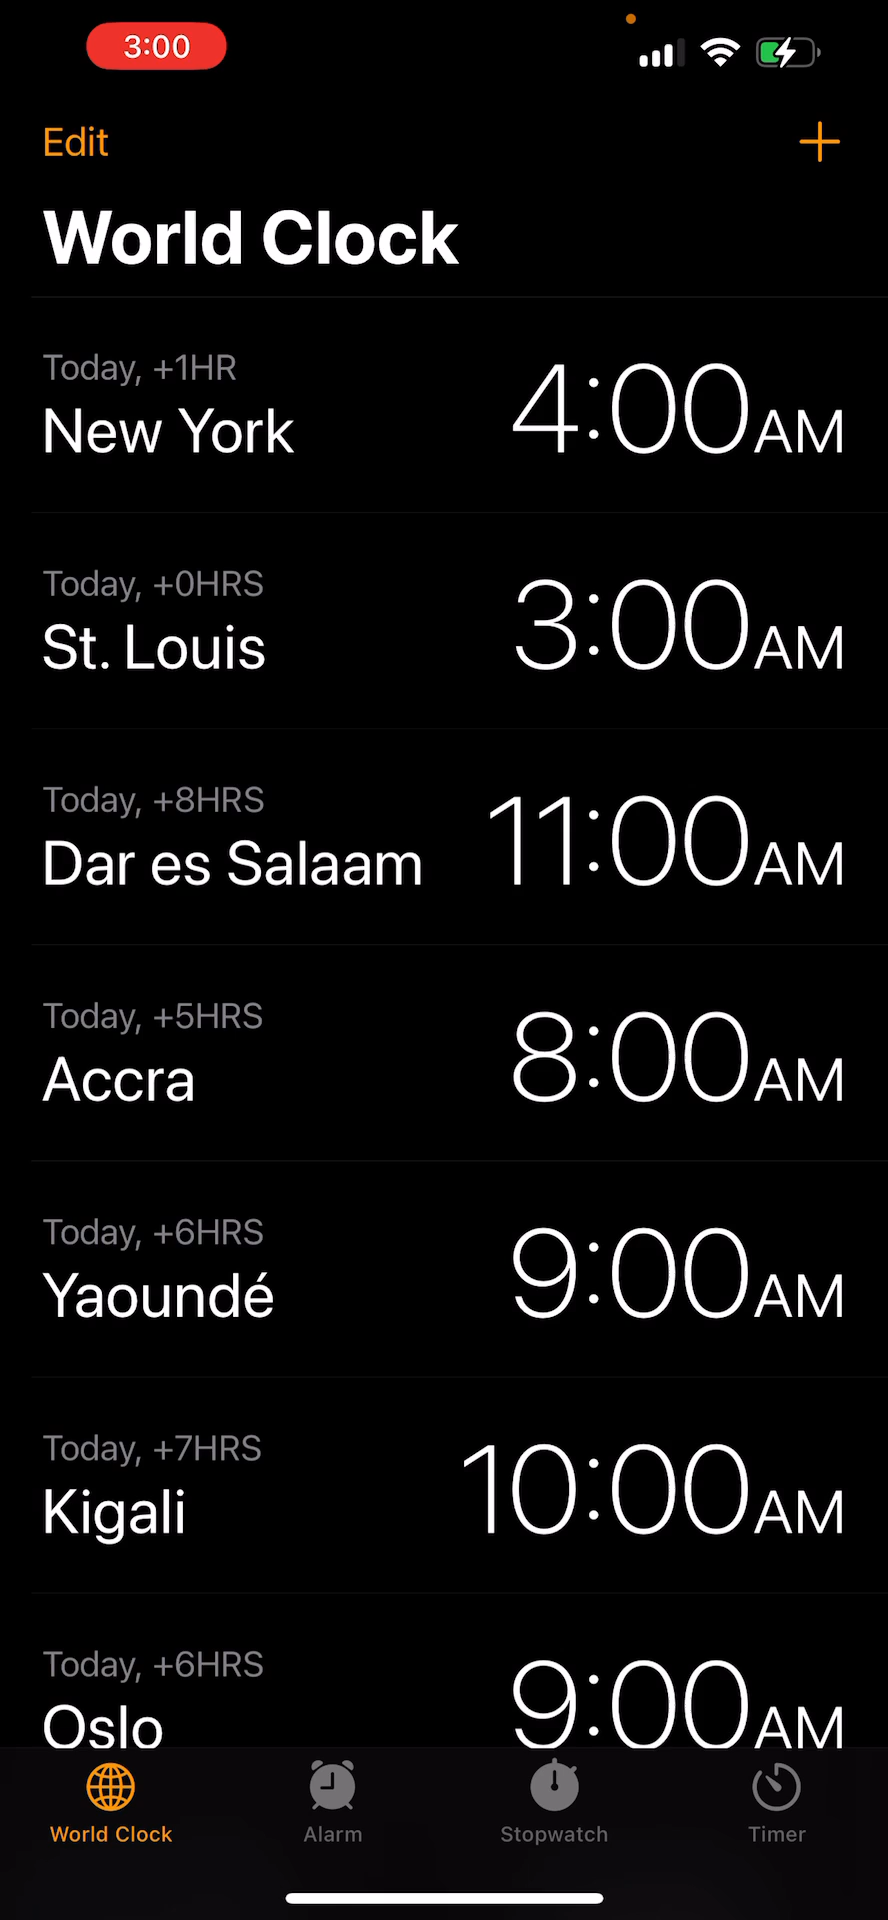 3:00
Edit
World Clock
Today, +1HR
New York
4:00AM
Today, +0HRS
St. Louis
3:00AM
Today, +8HRS
Dar es Salaam
11:00AM
Today, +5HRS
Accra
8:00AM
Today, +6HRS
Yaoundé
9:00AM
Today, +7HRS
Kigali
10:00AM
Today, +6HRS
Oslo
9:00AM
World Clock
Alarm
Stopwatch
Timer